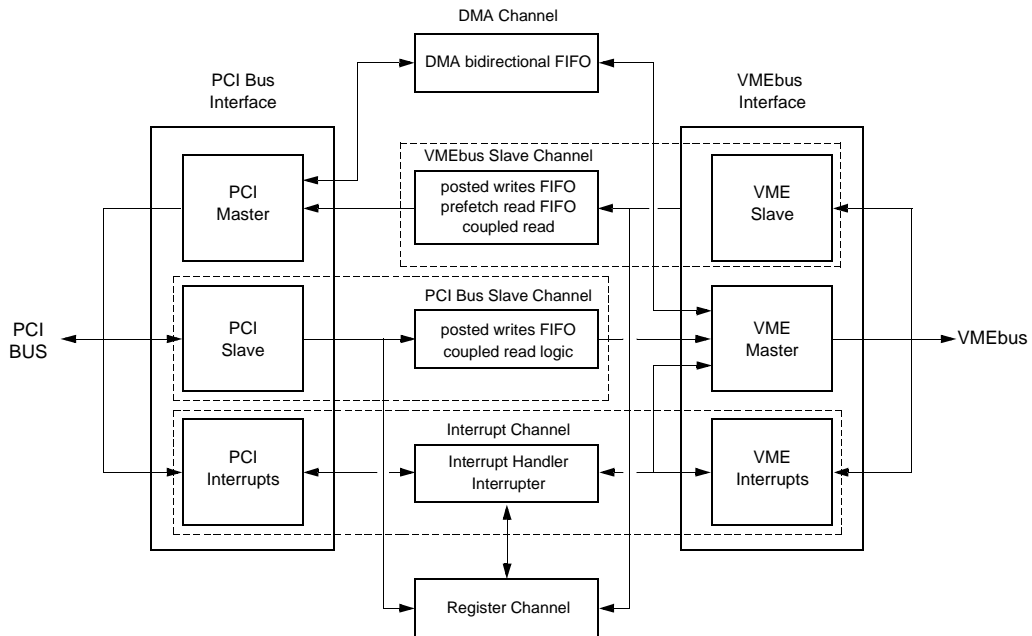 DMA Channel
DMA bidirectional FIFO
PCI Bus
Interface
VMEbus
Interface
VMEbus Slave Channel
PCI
Master
posted writes FIFO
prefetch read FIFO
coupled read
VME
Slave
PCI Bus Slave Channel
PCI
BUS
PCI
Slave
posted writes FIFO
coupled read logic
VME
Master
VMEbus
Interrupt Channel
PCI
Interrupts
Interrupt Handler
Interrupter
VME
Interrupts
Register Channel